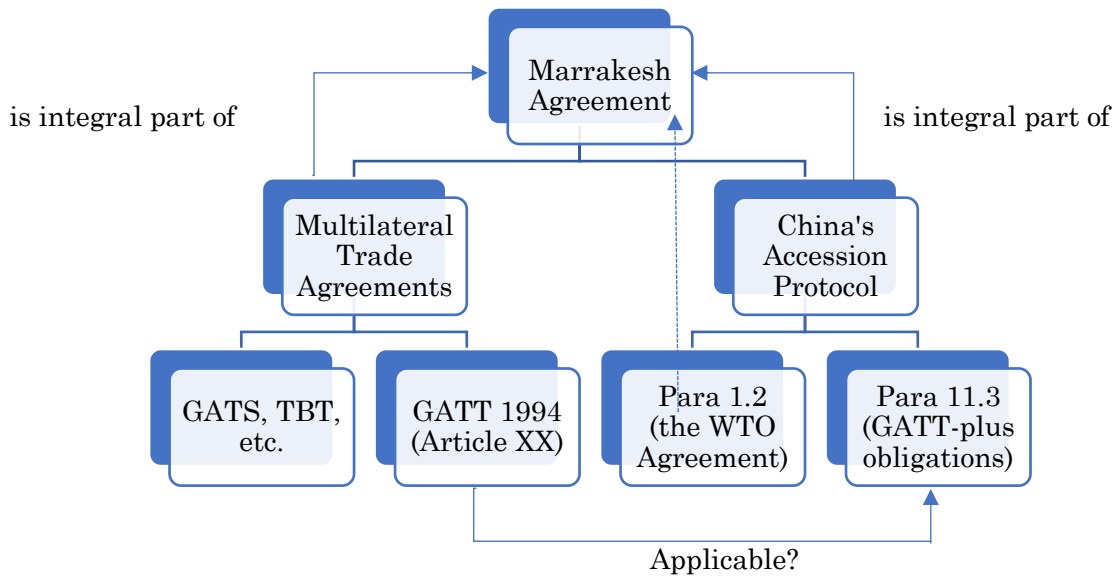 Marrakesh
Agreement
is integral part of
is integral part of
Multilateral
Trade
Agreements
China's
Accession
Protocol
GATS, TBT,
etc.
GATT 1994
(Article XX)
Para 1.2
(the WTO
Agreement)
Para 11.3
(GATT-plus
obligations)
Applicable?